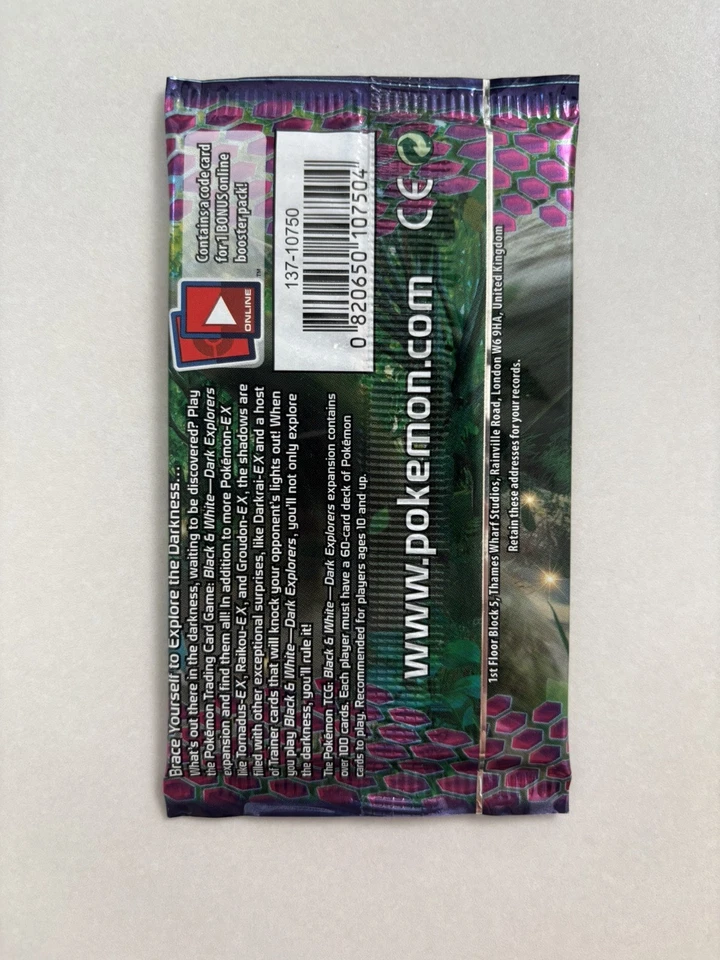 Brace Yourself to Explore the Darkness...
What's out there in the darkness, waiting to be discovered? Play
the Pokémon Trading Card Game: Black & White—Dark Explorers
expansion and find them all! In addition to more Pokémon-EX
like Tornadus-EX, Raikou-EX, and Groudon-EX, the shadows are
filled with other exceptional surprises, like Darkrai-EX and a host
of Trainer cards that will knock your opponent's lights out! When
you play Black & White—Dark Explorers, you'll not only explore
the darkness, you'll rule it!
The Pokémon TCG: Black & White—Dark Explorers expansion contains
over 100 cards. Each player must have a 60-card deck of Pokémon
cards to play. Recommended for players ages 10 and up.
ONLINE
TM
Contains a code card
for 1 BONUS online
booster pack!
137-10750
0 820650 107504
www.pokemon.com CE
1st Floor Block 5, Thames Wharf Studios, Rainville Road, London W6 9HA, United Kingdom
Retain these addresses for your records.